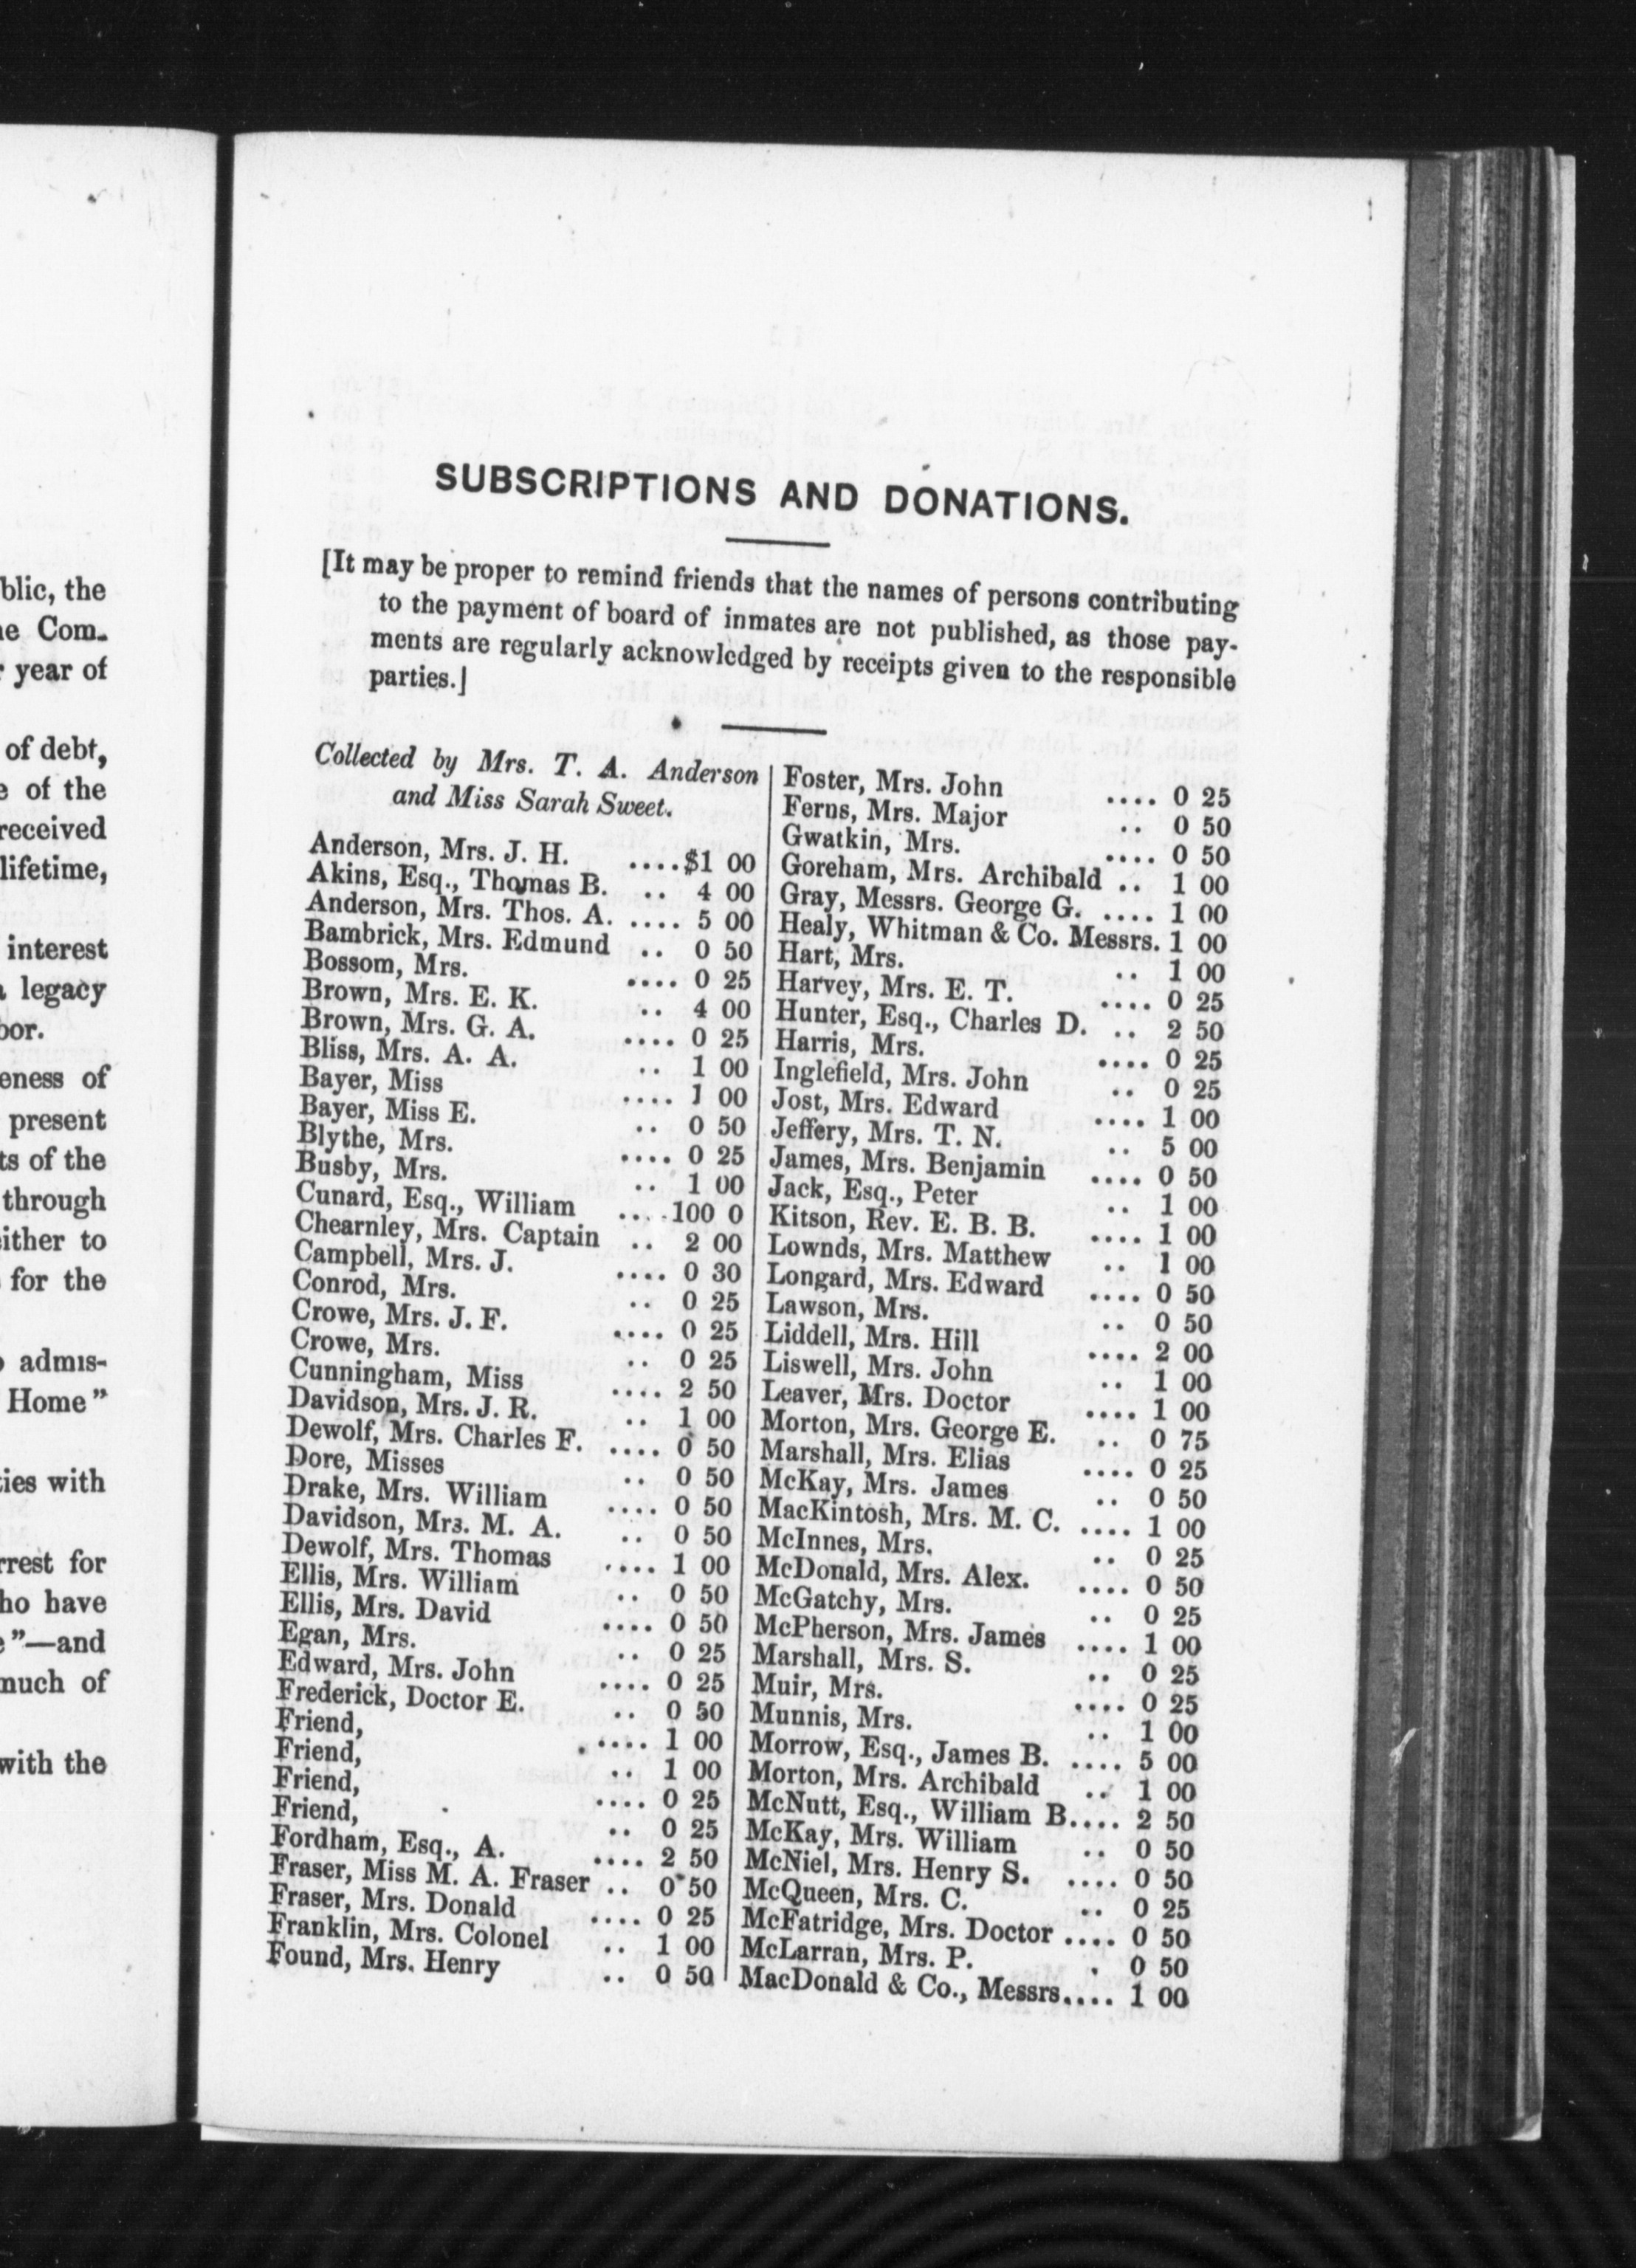 blic, the
e Com.
r year of
of debt,
e of the
received
lifetime,
interest
legacy
oor.
eness of
present
ts of the
through
either to
for the
admis-
Home"
ties with
rrest for
ho have
e"—and
much of
with the
SUBSCRIPTIONS AND DONATIONS.
[It may be proper to remind friends that the names of persons contributing
to the payment of board of inmates are not published, as those pay-
ments are regularly acknowledged by receipts given to the responsible
parties.]
Collected by Mrs. T. A. Anderson
and Miss Sarah Sweet.
Anderson, Mrs. J. H. ....$1 00
Akins, Esq., Thomas B. .. 4 00
Anderson, Mrs. Thos. A. .... 5 00
Bambrick, Mrs. Edmund .. 0 50
Bossom, Mrs. .... 0 25
Brown, Mrs. E. K. .. 4 00
Brown, Mrs. G. A. .... 0 25
Bliss, Mrs. A. A. .. 1 00
Bayer, Miss .... 1 00
Bayer, Miss E. .. 0 50
Blythe, Mrs. .... 0 25
Busby, Mrs. .. 1 00
Cunard, Esq., William ....100 0
Chearnley, Mrs. Captain .. 2 00
Campbell, Mrs. J. .... 0 30
Conrod, Mrs. .. 0 25
Crowe, Mrs. J. F. .... 0 25
Crowe, Mrs. .. 0 25
Cunningham, Miss .... 2 50
Davidson, Mrs. J. R. .. 1 00
Dewolf, Mrs. Charles F. .... 0 50
Dore, Misses .. 0 50
Drake, Mrs. William .... 0 50
Davidson, Mrs. M. A. .. 0 50
Dewolf, Mrs. Thomas .... 1 00
Ellis, Mrs. William .. 0 50
Ellis, Mrs. David .... 0 50
Egan, Mrs. .. 0 25
Edward, Mrs. John .... 0 25
Frederick, Doctor E. .. 0 50
Friend, .... 1 00
Friend, .. 1 00
Friend, .... 0 25
Friend, .. 0 25
Fordham, Esq., A. .... 2 50
Fraser, Miss M. A. Fraser .. 0 50
Fraser, Mrs. Donald .... 0 25
Franklin, Mrs. Colonel .. 1 00
Found, Mrs. Henry .. 0 50
Foster, Mrs. John .... 0 25
Ferns, Mrs. Major .. 0 50
Gwatkin, Mrs. .... 0 50
Goreham, Mrs. Archibald .. 1 00
Gray, Messrs. George G. .... 1 00
Healy, Whitman & Co. Messrs. 1 00
Hart, Mrs. .. 1 00
Harvey, Mrs. E. T. .... 0 25
Hunter, Esq., Charles D. .. 2 50
Harris, Mrs. .... 0 25
Inglefield, Mrs. John .. 0 25
Jost, Mrs. Edward .... 1 00
Jeffery, Mrs. T. N. .. 5 00
James, Mrs. Benjamin .... 0 50
Jack, Esq., Peter .. 1 00
Kitson, Rev. E. B. B. .... 1 00
Lownds, Mrs. Matthew .. 1 00
Longard, Mrs. Edward .... 0 50
Lawson, Mrs. .. 0 50
Liddell, Mrs. Hill .... 2 00
Liswell, Mrs. John .. 1 00
Leaver, Mrs. Doctor .... 1 00
Morton, Mrs. George E. .. 0 75
Marshall, Mrs. Elias .... 0 25
McKay, Mrs. James .. 0 50
MacKintosh, Mrs. M. C. .... 1 00
McInnes, Mrs. .. 0 25
McDonald, Mrs. Alex. .... 0 50
McGatchy, Mrs. .. 0 25
McPherson, Mrs. James .... 1 00
Marshall, Mrs. S. .. 0 25
Muir, Mrs. .... 0 25
Munnis, Mrs. .. 1 00
Morrow, Esq., James B. .... 5 00
Morton, Mrs. Archibald .. 1 00
McNutt, Esq., William B.... 2 50
McKay, Mrs. William .. 0 50
McNiel, Mrs. Henry S. .... 0 50
McQueen, Mrs. C. .. 0 25
McFatridge, Mrs. Doctor .... 0 50
McLarran, Mrs. P. . 0 50
MacDonald & Co., Messrs.... 1 00